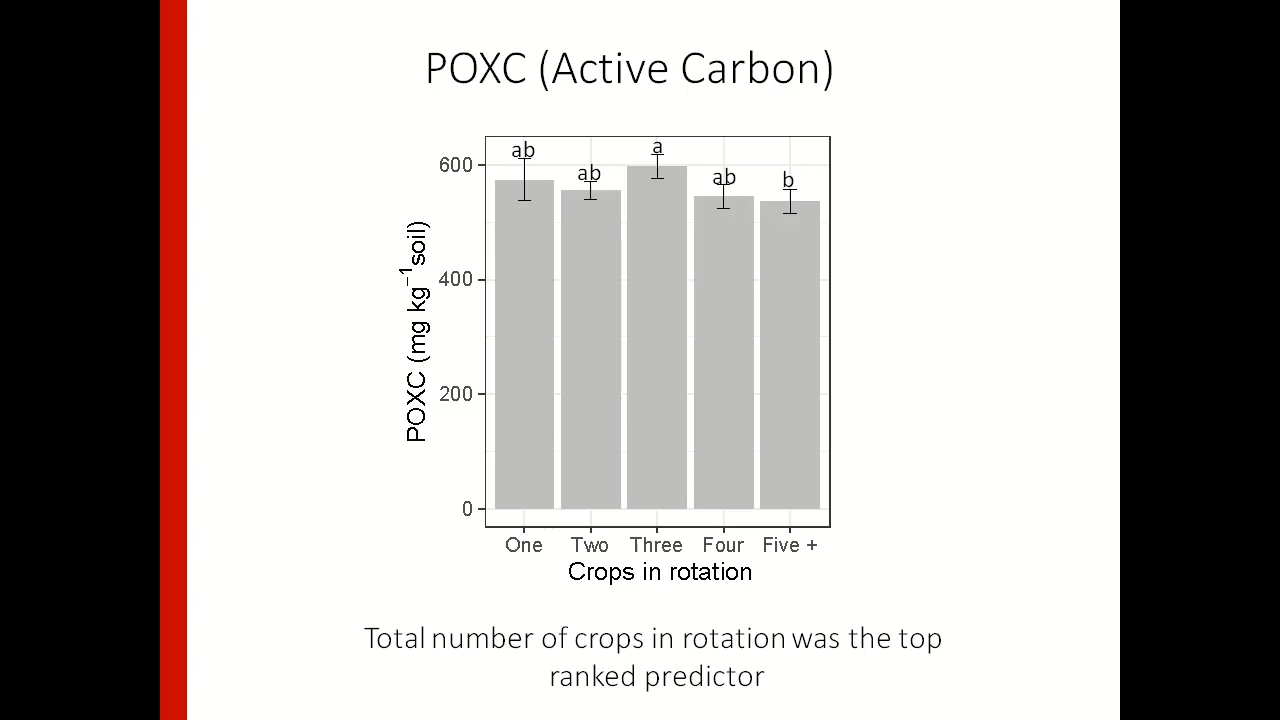 POXC (Active Carbon)
ab
ab
a
ab
b
600
400
200
0
POXC (mg kg⁻¹soil)
One Two Three Four Five +
Crops in rotation
Total number of crops in rotation was the top
ranked predictor